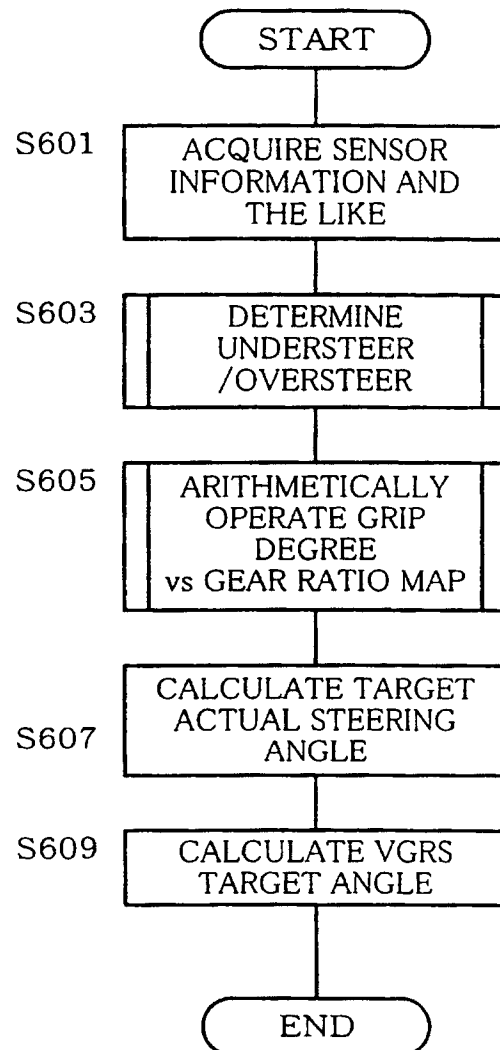 START
S601
ACQUIRE SENSOR
INFORMATION AND
THE LIKE
S603
DETERMINE
UNDERSTEER
/OVERSTEER
S605
ARITHMETICALLY
OPERATE GRIP
DEGREE
vs GEAR RATIO MAP
S607
CALCULATE TARGET
ACTUAL STEERING
ANGLE
S609
CALCULATE VGRS
TARGET ANGLE
END